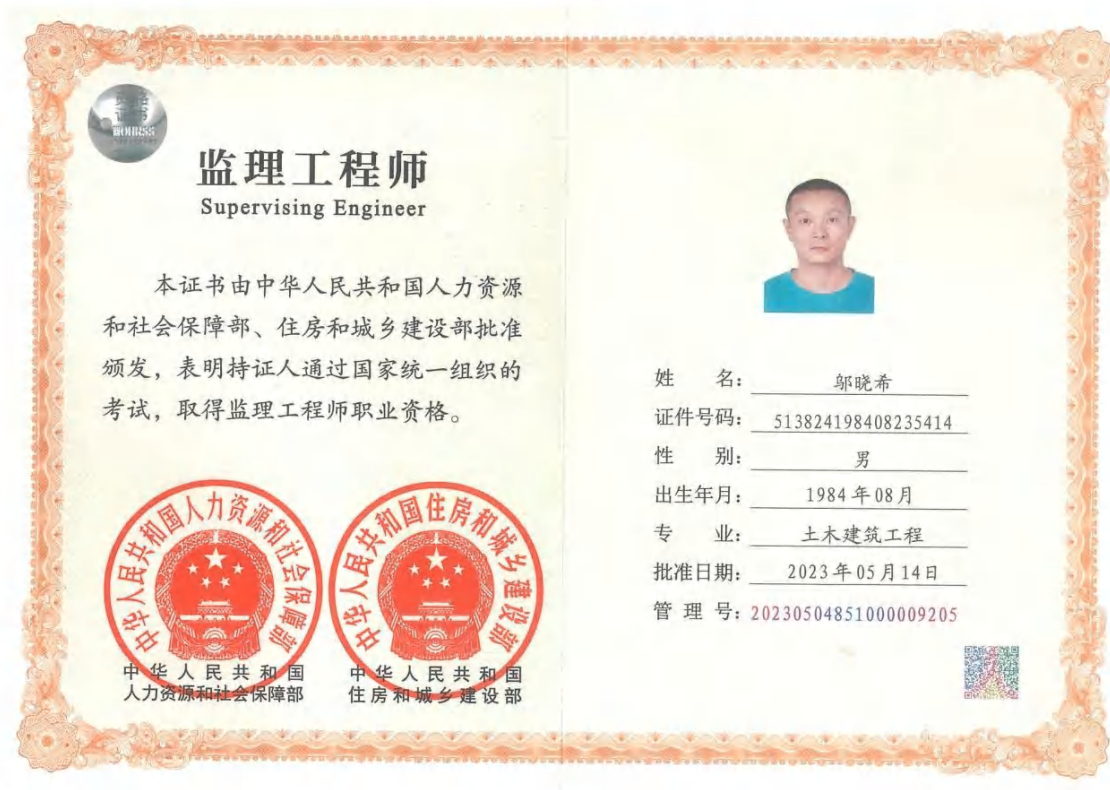 监理工程师
Supervising Engineer
本证书由中华人民共和国人力资源
和社会保障部、住房和城乡建设部批准
颁发，表明持证人通过国家统一组织的
考试，取得监理工程师职业资格。
中华人民共和国人力资源和社会保障部
中华人民共和国
人力资源和社会保障部
中华人民共和国住房和城乡建设部
中华人民共和国
住房和城乡建设部
姓 名： 邬晓希
证件号码： 513824198408235414
性 别： 男
出生年月： 1984年08月
专 业： 土木建筑工程
批准日期： 2023年05月14日
管 理 号： 20230504851000009205